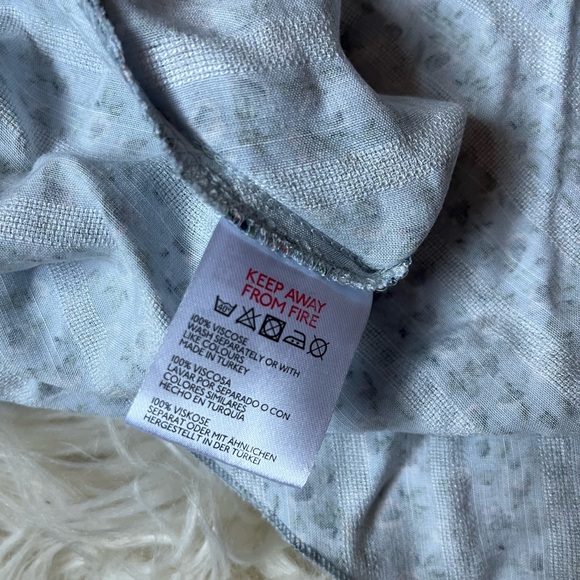 KEEP AWAY
FROM FIRE
100% VISCOSE
WASH SEPARATELY OR WITH
LIKE COLOURS
MADE IN TURKEY
100% VISCOSA
LAVAR POR SEPARADO O CON
COLORES SIMILARES
HECHO EN TURQUÍA
100% VISKOSE
SEPARAT ODER MIT ÄHNLICHEN
HERGESTELLT IN DER TÜRKEI